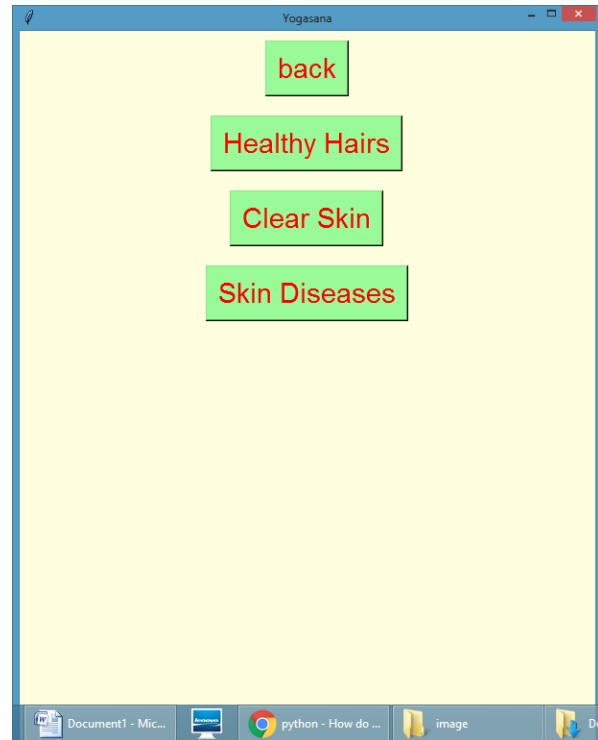 Yogasana
back
Healthy Hairs
Clear Skin
Skin Diseases
Document1 - Mic...
lenovo
python - How do ...
image